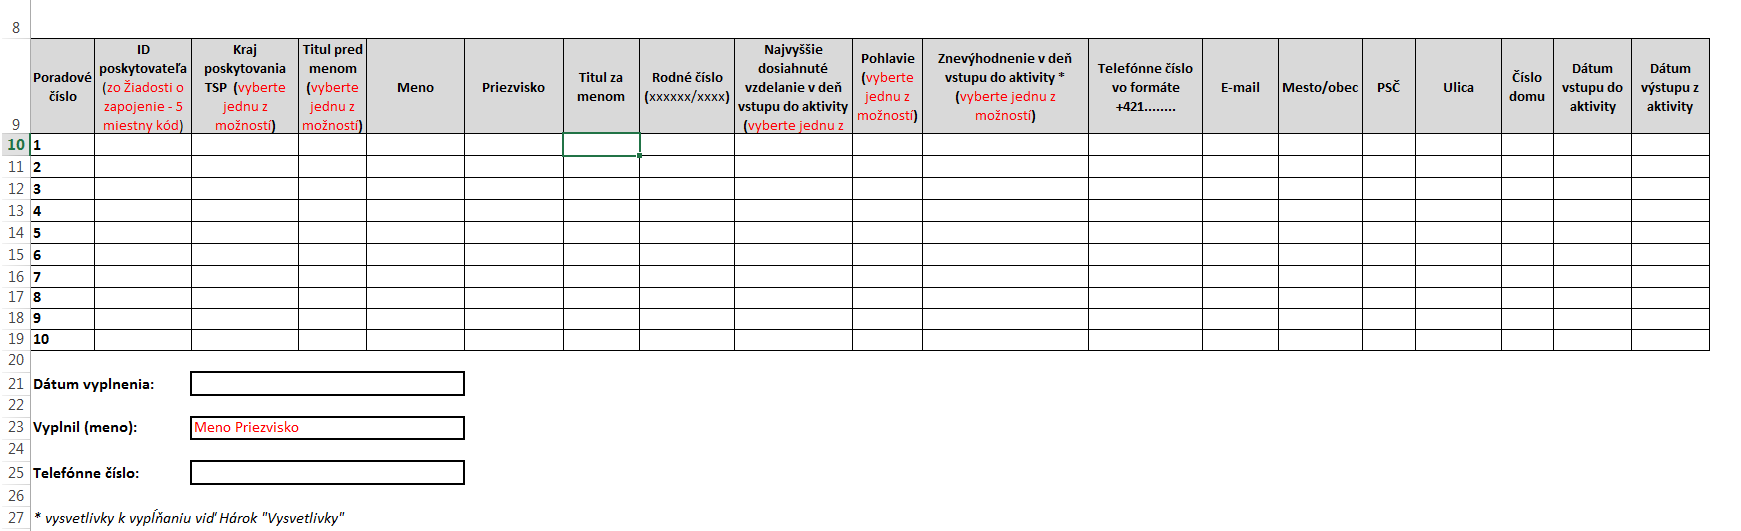 8
9
Poradové
číslo
ID
poskytovateľa
(zo Žiadosti o
zapojenie - 5
miestny kód)
Kraj
poskytovania
TSP (vyberte
jednu z
možností)
Titul pred
menom
(vyberte
jednu z
možností)
Meno
Priezvisko
Titul za
menom
Rodné číslo
(xxxxxx/xxxx)
Najvyššie
dosiahnuté
vzdelanie v deň
vstupu do aktivity
(vyberte jednu z
Pohlavie
(vyberte
jednu z
možností)
Znevýhodnenie v deň
vstupu do aktivity *
(vyberte jednu z
možností)
Telefónne číslo
vo formáte
+421........
E-mail
Mesto/obec
PSČ
Ulica
Číslo
domu
Dátum
vstupu do
aktivity
Dátum
výstupu z
aktivity
10 1
11 2
12 3
13 4
14 5
15 6
16 7
17 8
18 9
19 10
20
21 Dátum vyplnenia:
22
23 Vyplnil (meno): Meno Priezvisko
24
25 Telefónne číslo:
26
27 * vysvetlivky k vypĺňaniu viď Hárok "Vysvetlivky"